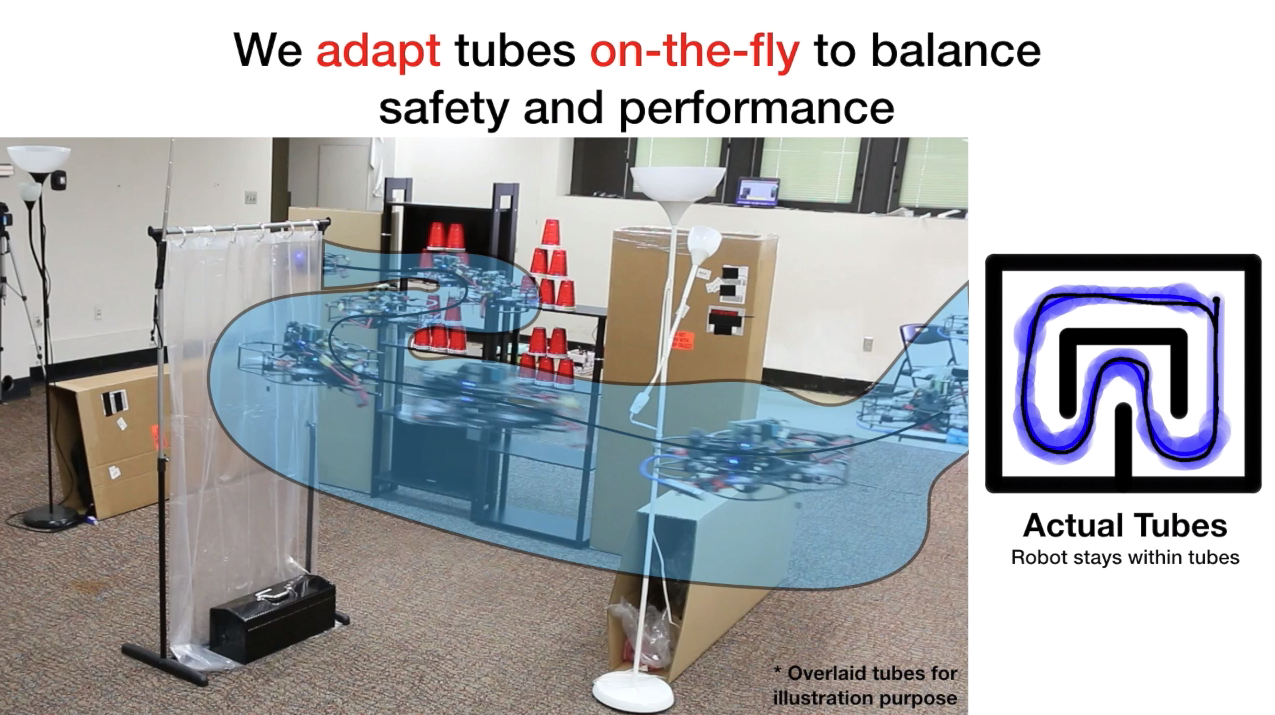 We adapt tubes on-the-fly to balance
safety and performance
Actual Tubes
Robot stays within tubes
* Overlaid tubes for
illustration purpose